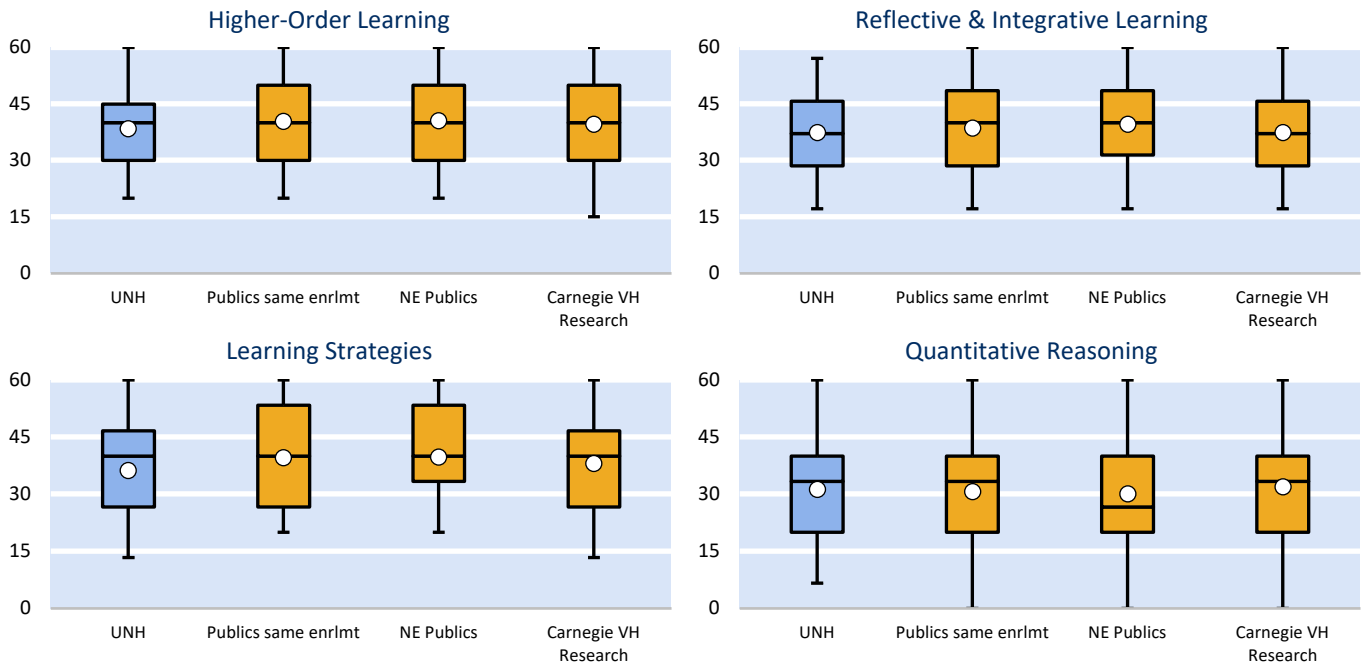 Higher-Order Learning
60
45
30
15
0
UNH
Publics same enrlmt
NE Publics
Carnegie VH
Research
Reflective & Integrative Learning
60
45
30
15
0
UNH
Publics same enrlmt
NE Publics
Carnegie VH
Research
Learning Strategies
60
45
30
15
0
UNH
Publics same enrlmt
NE Publics
Carnegie VH
Research
Quantitative Reasoning
60
45
30
15
0
UNH
Publics same enrlmt
NE Publics
Carnegie VH
Research